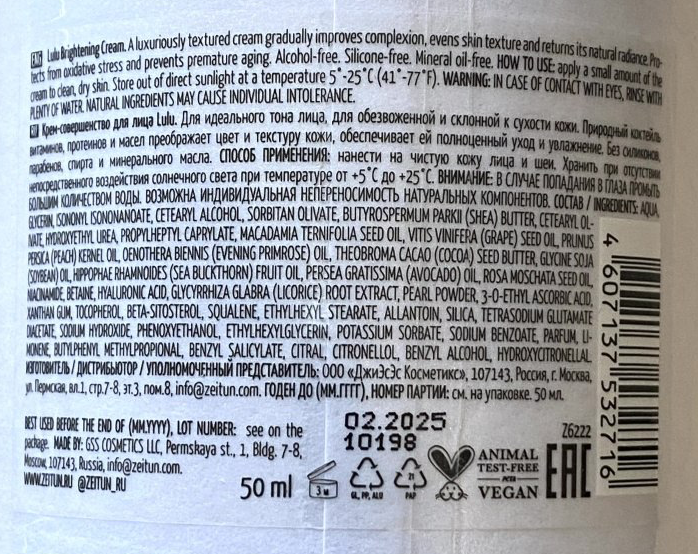 EN Lulu Brightening Cream. A luxuriously textured cream gradually improves complexion, evens skin texture and returns its natural radiance. Pro-
tects from oxidative stress and prevents premature aging. Alcohol-free. Silicone-free. Mineral oil-free. HOW TO USE: apply a small amount of the
cream to clean, dry skin. Store out of direct sunlight at a temperature 5°-25°C (41°-77°F). WARNING: IN CASE OF CONTACT WITH EYES, RINSE WITH
PLENTY OF WATER. NATURAL INGREDIENTS MAY CAUSE INDIVIDUAL INTOLERANCE.
Крем-совершенство для лица Lulu. Для идеального тона лица, для обезвоженной и склонной к сухости кожи. Природный коктейль
витаминов, протеинов и масел преображает цвет и текстуру кожи, обеспечивает ей полноценный уход и увлажнение. Без силиконов,
парабенов, спирта и минерального масла. СПОСОБ ПРИМЕНЕНИЯ: нанести на чистую кожу лица и шеи. Хранить при отсутствии
непосредственного воздействия солнечного света при температуре от +5°C до +25°C. ВНИМАНИЕ: В СЛУЧАЕ ПОПАДАНИЯ В ГЛАЗА ПРОМЫТЬ
БОЛЬШИМ КОЛИЧЕСТВОМ ВОДЫ. ВОЗМОЖНА ИНДИВИДУАЛЬНАЯ НЕПЕРЕНОСИМОСТЬ НАТУРАЛЬНЫХ КОМПОНЕНТОВ. СОСТАВ / INGREDIENTS: AQUA,
GLYCERIN, ISONONYL ISONONANOATE, CETEARYL ALCOHOL, SORBITAN OLIVATE, BUTYROSPERMUM PARKII (SHEA) BUTTER, CETEARYL OL-
IVATE, HYDROXYETHYL UREA, PROPYLHEPTYL CAPRYLATE, MACADAMIA TERNIFOLIA SEED OIL, VITIS VINIFERA (GRAPE) SEED OIL, PRUNUS
PERSICA (PEACH) KERNEL OIL, OENOTHERA BIENNIS (EVENING PRIMROSE) OIL, THEOBROMA CACAO (COCOA) SEED BUTTER, GLYCINE SOJA
(SOYBEAN) OIL, HIPPOPHAE RHAMNOIDES (SEA BUCKTHORN) FRUIT OIL, PERSEA GRATISSIMA (AVOCADO) OIL, ROSA MOSCHATA SEED OIL,
NIACINAMIDE, BETAINE, HYALURONIC ACID, GLYCYRRHIZA GLABRA (LICORICE) ROOT EXTRACT, PEARL POWDER, 3-O-ETHYL ASCORBIC ACID,
XANTHAN GUM, TOCOPHEROL, BETA-SITOSTEROL, SQUALENE, ETHYLHEXYL STEARATE, ALLANTOIN, SILICA, TETRASODIUM GLUTAMATE
DIACETATE, SODIUM HYDROXIDE, PHENOXYETHANOL, ETHYLHEXYLGLYCERIN, POTASSIUM SORBATE, SODIUM BENZOATE, PARFUM, LI-
MONENE, BUTYLPHENYL METHYLPROPIONAL, BENZYL SALICYLATE, CITRAL, CITRONELLOL, BENZYL ALCOHOL, HYDROXYCITRONELLAL.
ИЗГОТОВИТЕЛЬ / ДИСТРИБЬЮТОР / УПОЛНОМОЧЕННЫЙ ПРЕДСТАВИТЕЛЬ: ООО «ДжиЭсЭс Косметикс», 107143, Россия, г. Москва,
ул. Пермская, вл.1, стр.7-8, эт.3, пом.8, info@zeitun.com. ГОДЕН ДО (ММ.ГГГГ), НОМЕР ПАРТИИ: см. на упаковке. 50 мл.
BEST USED BEFORE THE END OF (MM.YYYY), LOT NUMBER: see on the
package. MADE BY: GSS COSMETICS LLC, Permskaya st., 1, Bldg. 7-8,
Moscow, 107143, Russia, info@zeitun.com.
WWW.ZEITUN.RU @ZEITUN_RU
50 ml
02.2025
10198
3 м
GL, PP, ALU
21
PAP
ANIMAL
TEST-FREE
PETA
VEGAN
Z6222
EAC
4 607137 532716